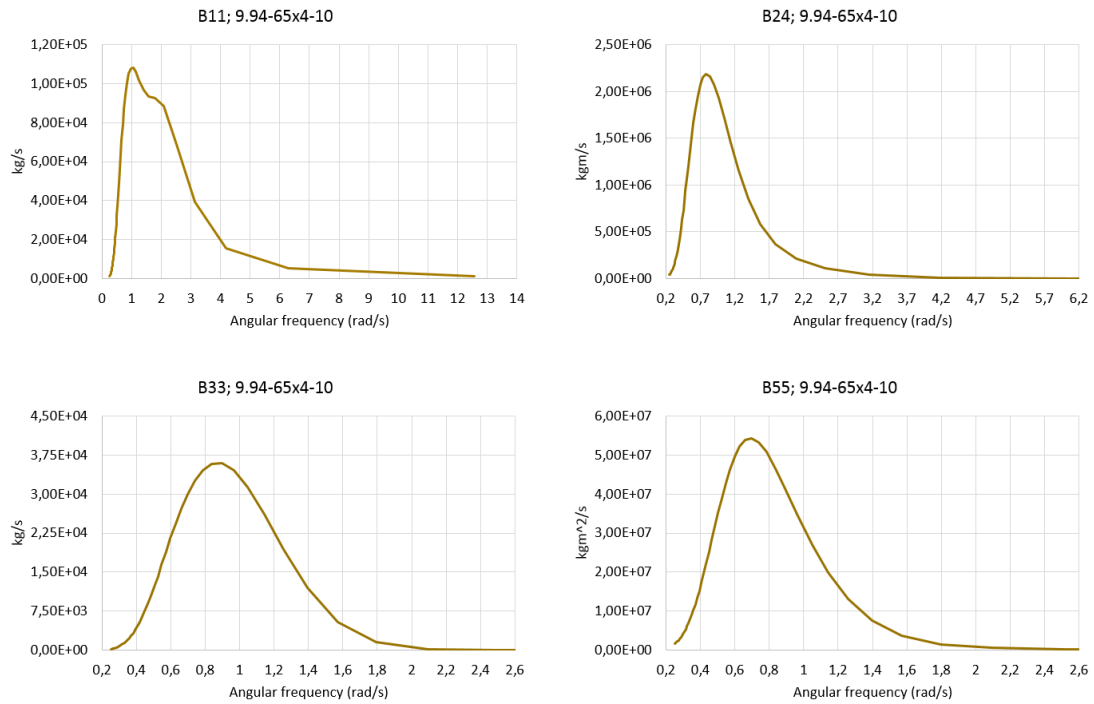 B11; 9.94-65x4-10
1,20E+05
1,00E+05
8,00E+04
6,00E+04
4,00E+04
2,00E+04
0,00E+00
kg/s
0 1 2 3 4 5 6 7 8 9 10 11 12 13 14
Angular frequency (rad/s)
B24; 9.94-65x4-10
2,50E+06
2,00E+06
1,50E+06
1,00E+06
5,00E+05
0,00E+00
kgm/s
0,2 0,7 1,2 1,7 2,2 2,7 3,2 3,7 4,2 4,7 5,2 5,7 6,2
Angular frequency (rad/s)
B33; 9.94-65x4-10
4,50E+04
3,75E+04
3,00E+04
2,25E+04
1,50E+04
7,50E+03
0,00E+00
kg/s
0,2 0,4 0,6 0,8 1 1,2 1,4 1,6 1,8 2 2,2 2,4 2,6
Angular frequency (rad/s)
B55; 9.94-65x4-10
6,00E+07
5,00E+07
4,00E+07
3,00E+07
2,00E+07
1,00E+07
0,00E+00
kgm^2/s
0,2 0,4 0,6 0,8 1 1,2 1,4 1,6 1,8 2 2,2 2,4 2,6
Angular frequency (rad/s)